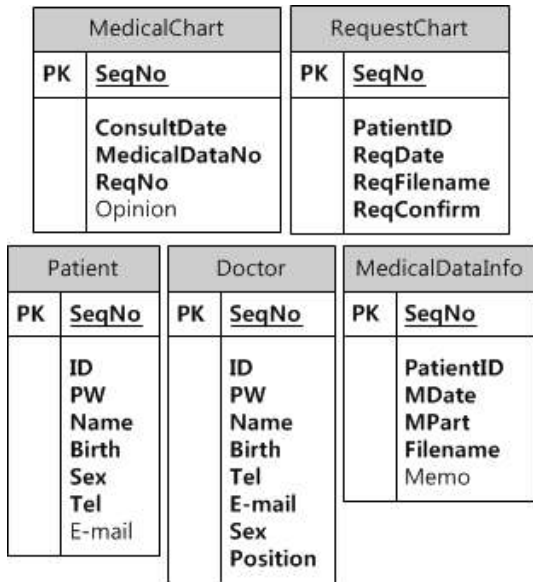 MedicalChart
PK SeqNo
ConsultDate
MedicalDataNo
ReqNo
Opinion
RequestChart
PK SeqNo
PatientID
ReqDate
ReqFilename
ReqConfirm
Patient
PK SeqNo
ID
PW
Name
Birth
Sex
Tel
E-mail
Doctor
PK SeqNo
ID
PW
Name
Birth
Tel
E-mail
Sex
Position
MedicalDataInfo
PK SeqNo
PatientID
MDate
MPart
Filename
Memo